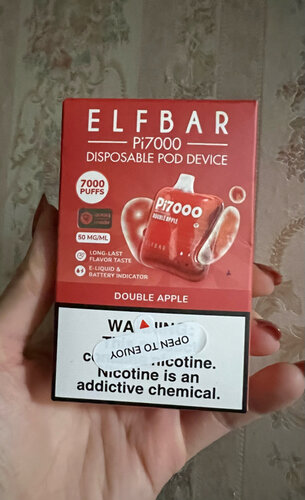 ELFBAR
Pi7000
DISPOSABLE POD DEVICE
7000
PUFFS
50 MG/ML
LONG-LAST
FLAVOR TASTE
E-LIQUID &
BATTERY INDICATOR
Pi7000
DOUBLE APPLE
DOUBLE APPLE
OPEN TO ENJOY
nicotine.
Nicotine is an
addictive chemical.